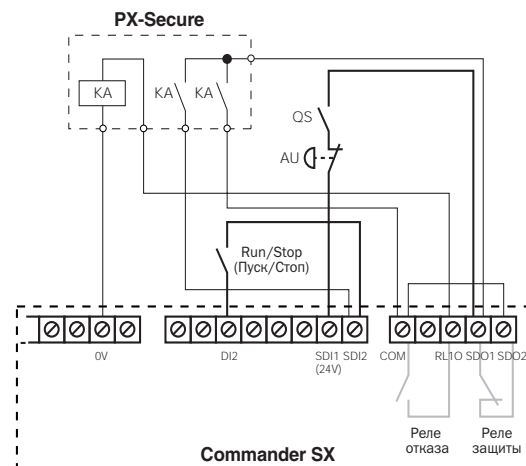 PX-Secure
KA
KA
KA
QS
AU
Run/Stop
(Пуск/Стоп)
0V
DI2
SDI1
SDI2
(24V)
COM
RL1O
SDO1
SDO2
Реле
отказа
Реле
защиты
Commander SX